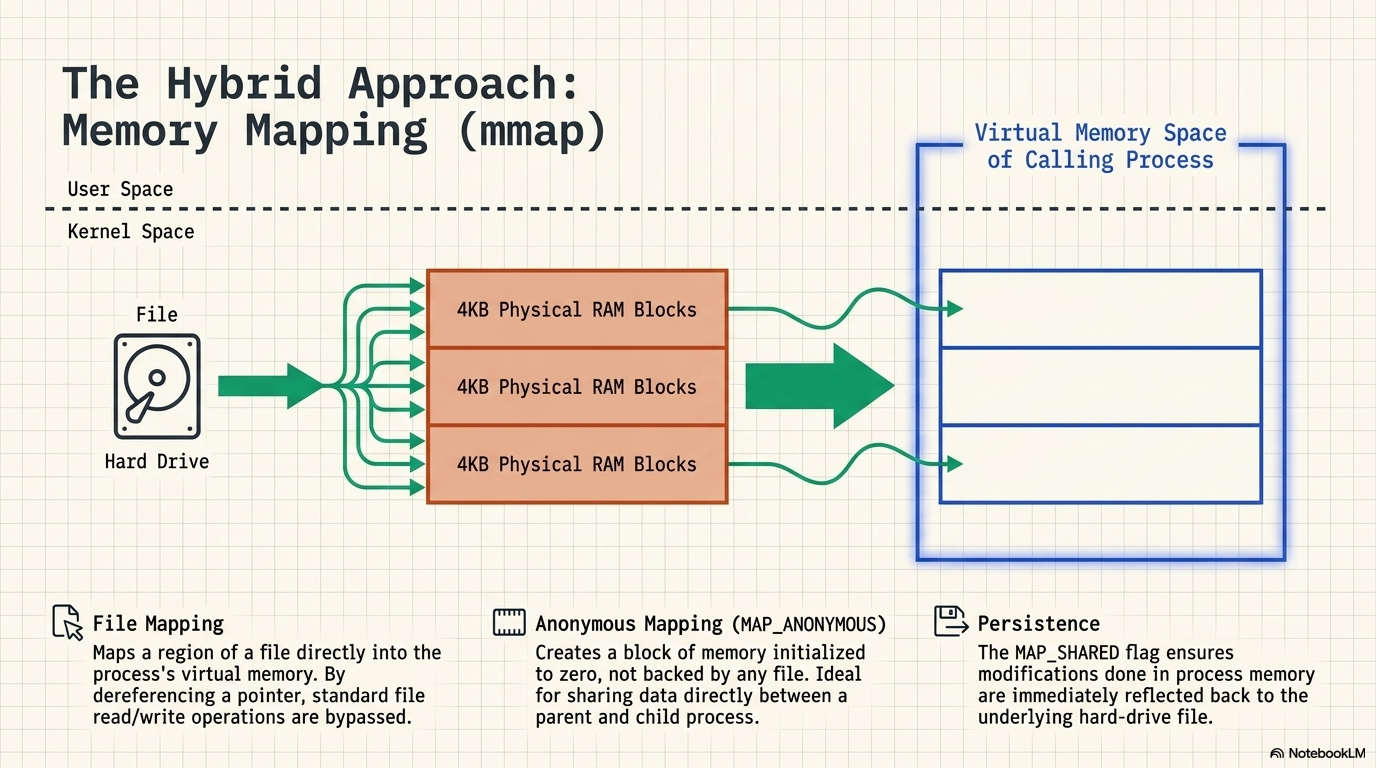 The Hybrid Approach:
Memory Mapping (mmap)
User Space
Kernel Space
Virtual Memory Space
of Calling Process
File
Hard Drive
4KB Physical RAM Blocks
4KB Physical RAM Blocks
4KB Physical RAM Blocks
File Mapping
Maps a region of a file directly into the
process's virtual memory. By
dereferencing a pointer, standard file
read/write operations are bypassed.
Anonymous Mapping (MAP_ANONYMOUS)
Creates a block of memory initialized
to zero, not backed by any file. Ideal
for sharing data directly between a
parent and child process.
Persistence
The MAP_SHARED flag ensures
modifications done in process memory
are immediately reflected back to the
underlying hard-drive file.
NotebookLM